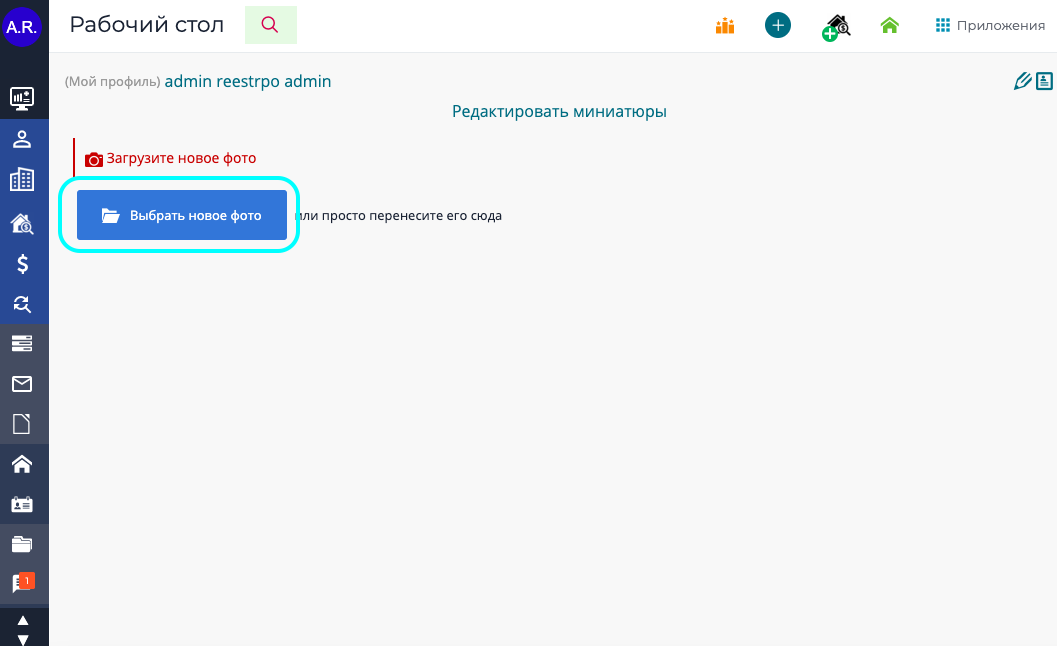 A.R.
Рабочий стол
Приложения
(Мой профиль) admin reestrpo admin
Редактировать миниатюры
Загрузите новое фото
Выбрать новое фото или просто перенесите его сюда
1